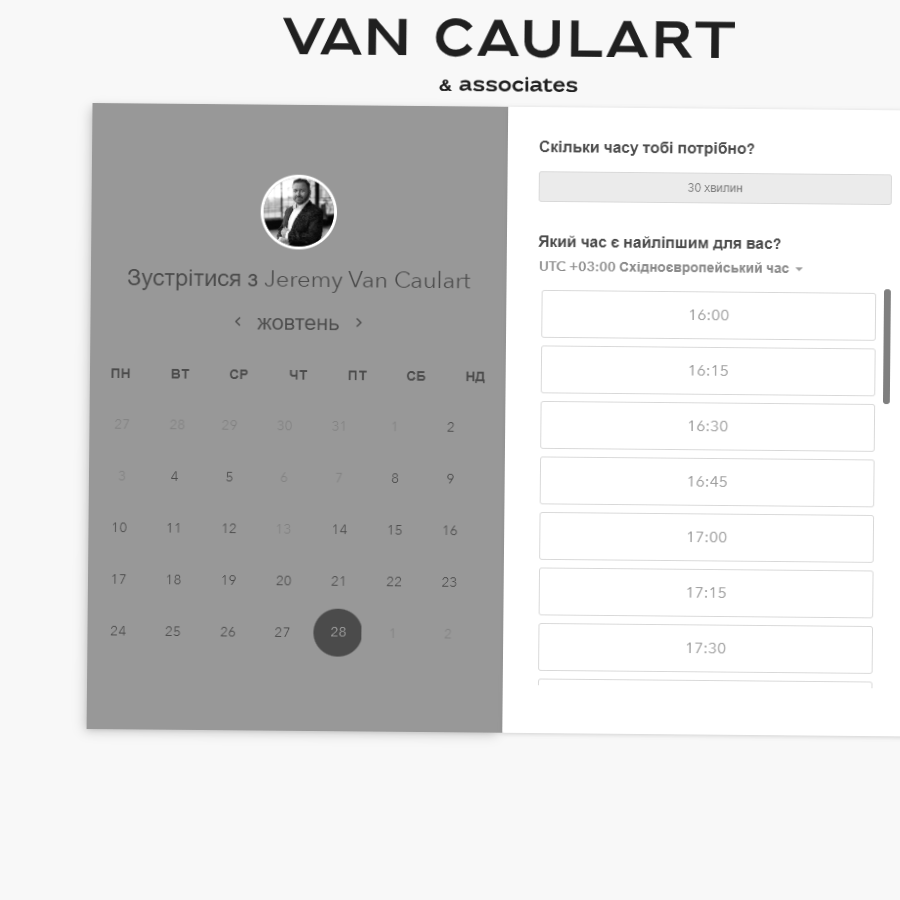 VAN CAULART
& associates
Зустрітися з Jeremy Van Caulart
жовтень
ПН ВТ СР ЧТ ПТ СБ НД
27 28 29 30 31 1 2
3 4 5 6 7 8 9
10 11 12 13 14 15 16
17 18 19 20 21 22 23
24 25 26 27 28 1 2
Скільки часу тобі потрібно?
30 хвилин
Який час є найліпшим для вас?
UTC +03:00 Східноєвропейський час
16:00
16:15
16:30
16:45
17:00
17:15
17:30